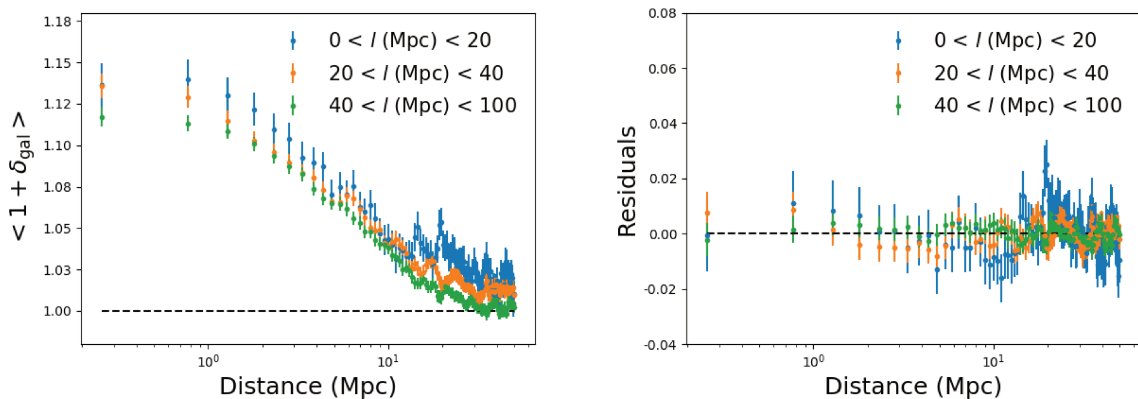 1.18
1.15
1.12
1.10
1.08
1.05
1.03
1.00
< 1 + δgal >
0 < l (Mpc) < 20
20 < l (Mpc) < 40
40 < l (Mpc) < 100
10⁰
10¹
Distance (Mpc)
0.08
0.06
0.04
0.02
0.00
-0.02
-0.04
Residuals
0 < l (Mpc) < 20
20 < l (Mpc) < 40
40 < l (Mpc) < 100
10⁰
10¹
Distance (Mpc)